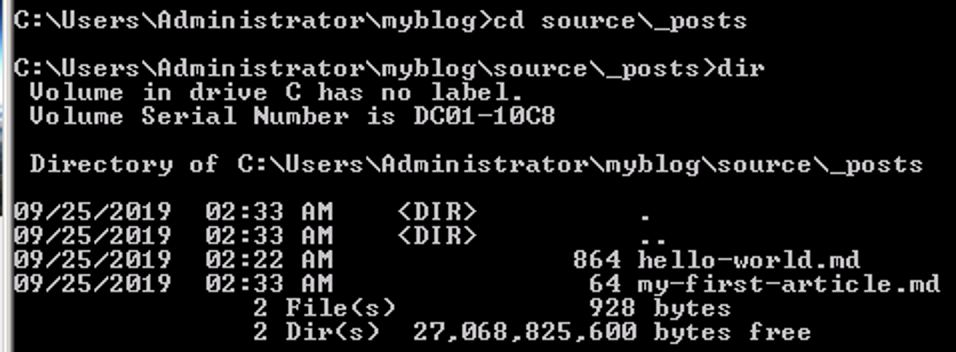 C:\Users\Administrator\myblog>cd source\_posts
C:\Users\Administrator\myblog\source\_posts>dir
Volume in drive C has no label.
Volume Serial Number is DC01-10C8
Directory of C:\Users\Administrator\myblog\source\_posts
09/25/2019  02:33 AM    <DIR>          .
09/25/2019  02:33 AM    <DIR>          ..
09/25/2019  02:22 AM               864 hello-world.md
09/25/2019  02:33 AM                64 my-first-article.md
2 File(s)            928 bytes
2 Dir(s)  27,068,825,600 bytes free